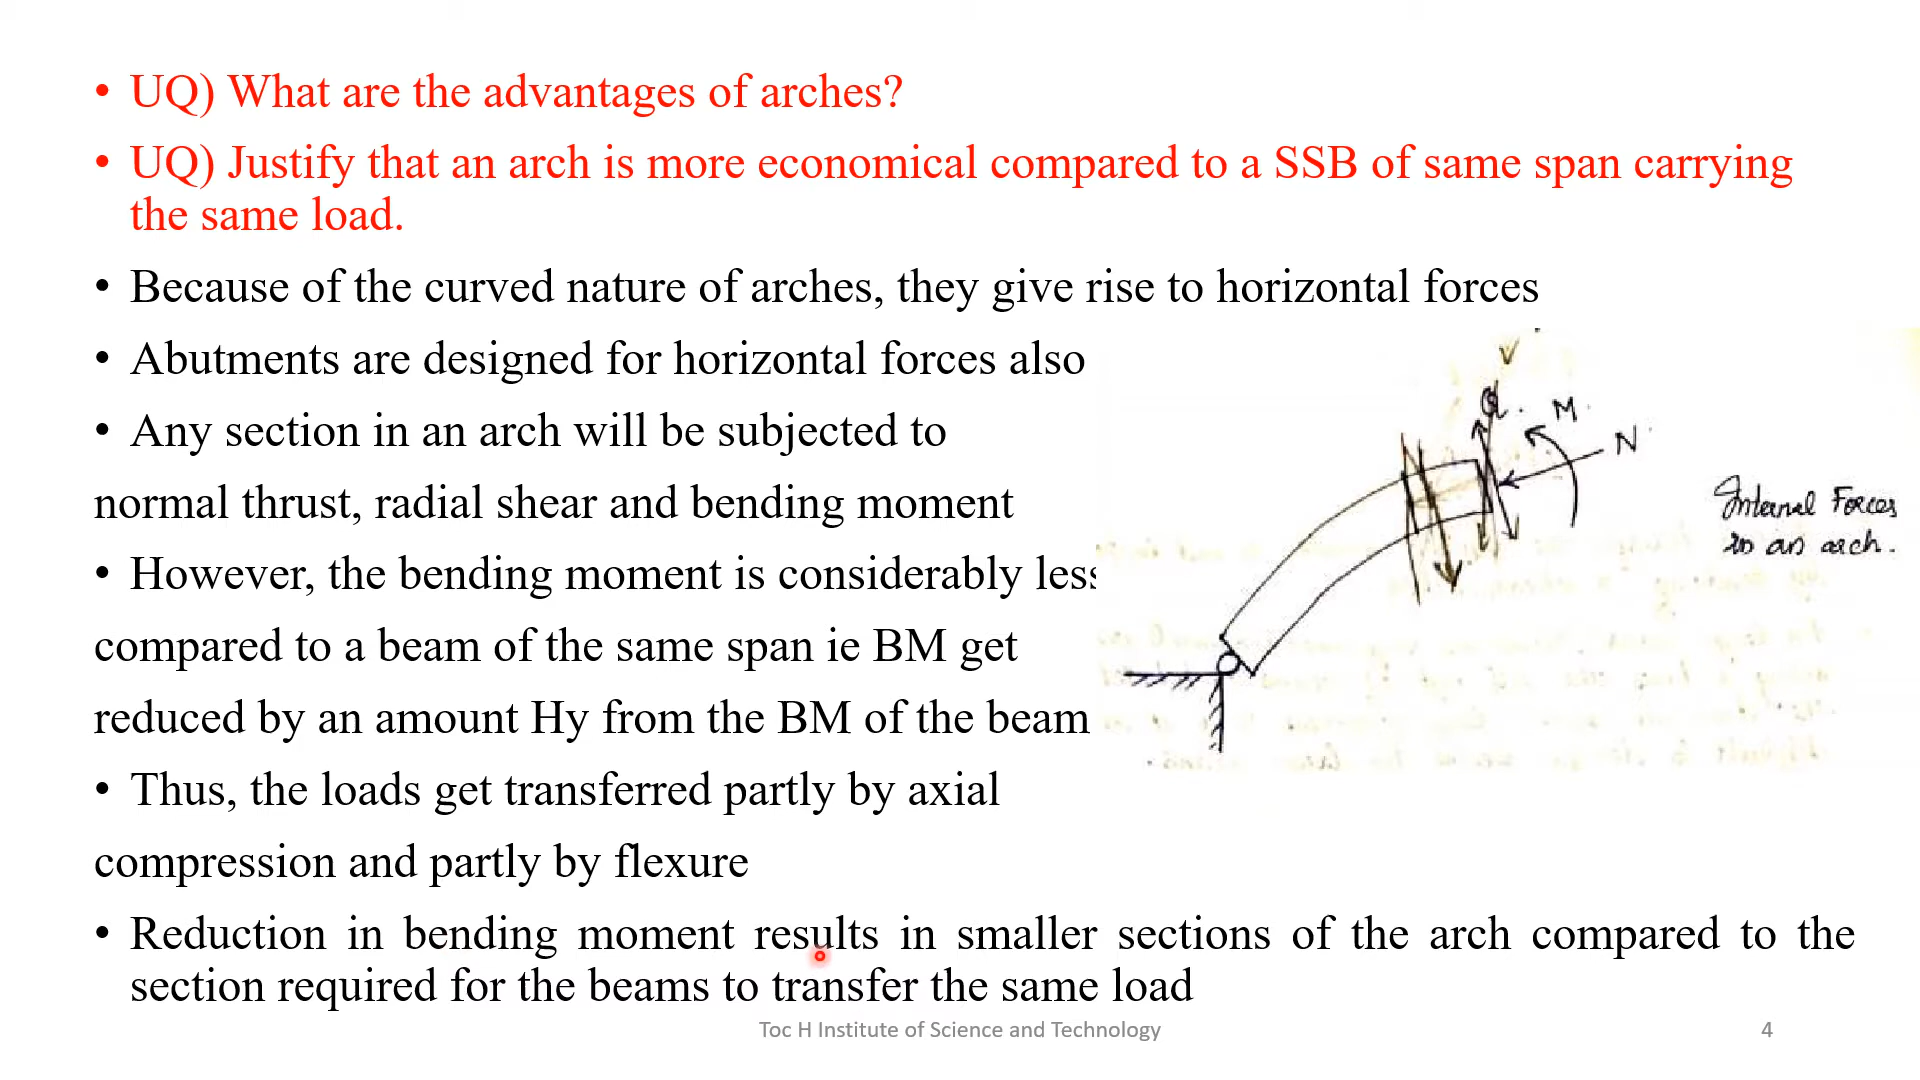 • UQ) What are the advantages of arches?
• UQ) Justify that an arch is more economical compared to a SSB of same span carrying
the same load.
• Because of the curved nature of arches, they give rise to horizontal forces
• Abutments are designed for horizontal forces also
• Any section in an arch will be subjected to
normal thrust, radial shear and bending moment
• However, the bending moment is considerably less
compared to a beam of the same span ie BM get
reduced by an amount Hy from the BM of the beam
• Thus, the loads get transferred partly by axial
compression and partly by flexure
• Reduction in bending moment results in smaller sections of the arch compared to the
section required for the beams to transfer the same load
V
M
N
Internal Forces
in an arch.
Toc H Institute of Science and Technology
4